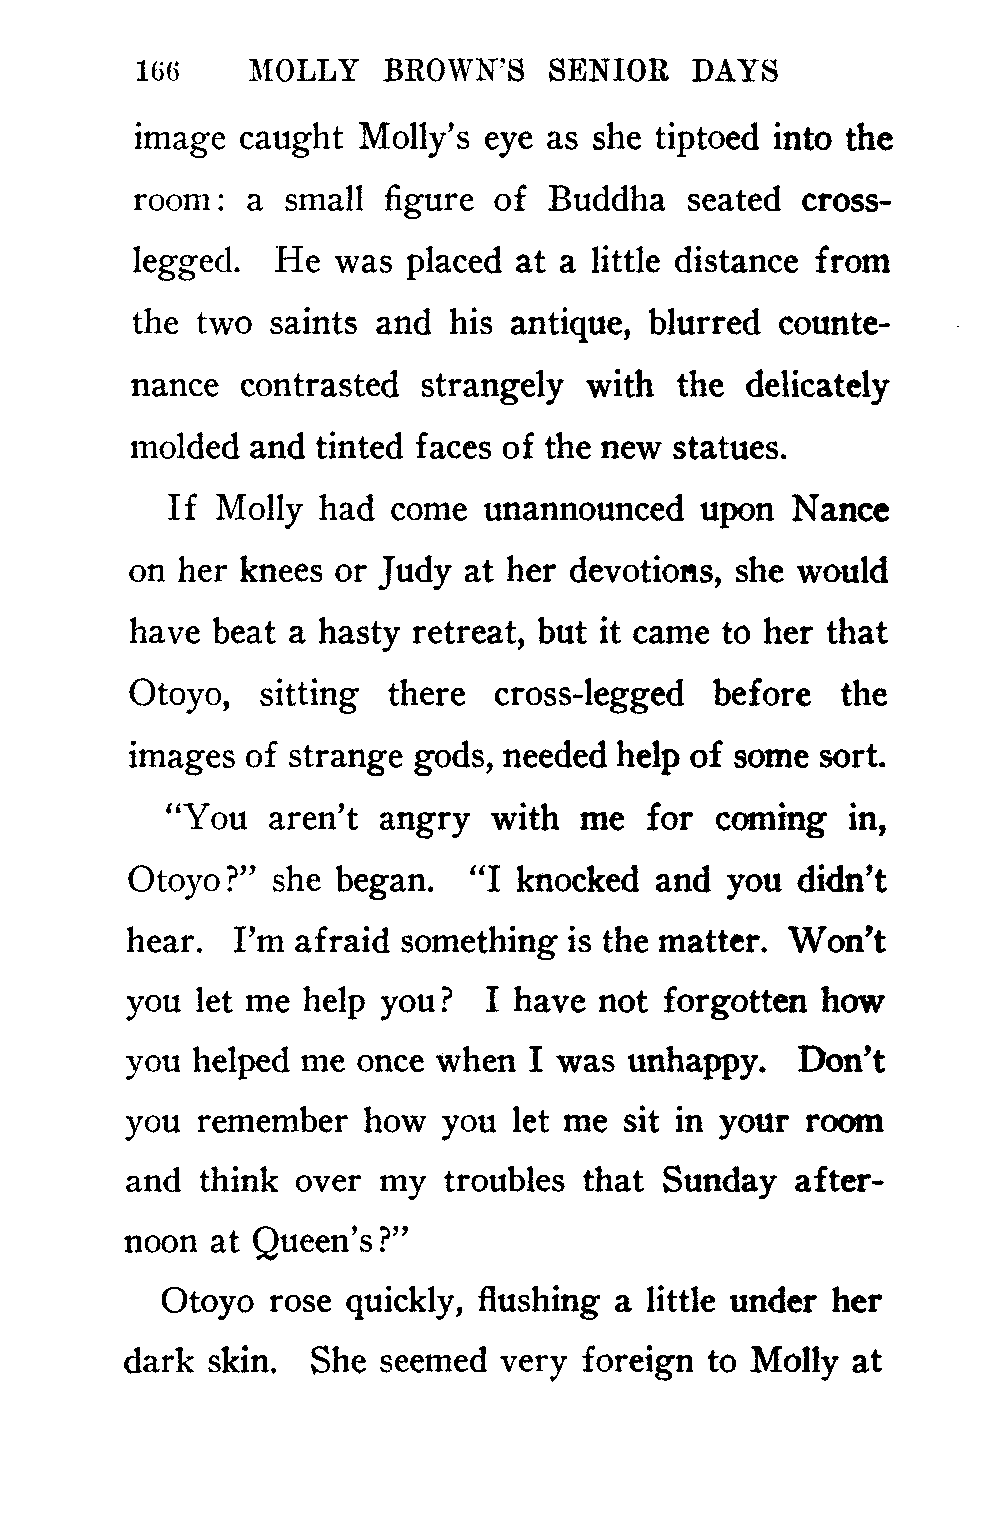 166 MOLLY BROWN'S SENIOR DAYS
image caught Molly's eye as she tiptoed into the
room: a small figure of Buddha seated cross-
legged. He was placed at a little distance from
the two saints and his antique, blurred counte-
nance contrasted strangely with the delicately
molded and tinted faces of the new statues.
If Molly had come unannounced upon Nance
on her knees or Judy at her devotions, she would
have beat a hasty retreat, but it came to her that
Otoyo, sitting there cross-legged before the
images of strange gods, needed help of some sort.
"You aren't angry with me for coming in,
Otoyo?" she began. "I knocked and you didn't
hear. I'm afraid something is the matter. Won't
you let me help you? I have not forgotten how
you helped me once when I was unhappy. Don't
you remember how you let me sit in your room
and think over my troubles that Sunday after-
noon at Queen's?"
Otoyo rose quickly, flushing a little under her
dark skin. She seemed very foreign to Molly at